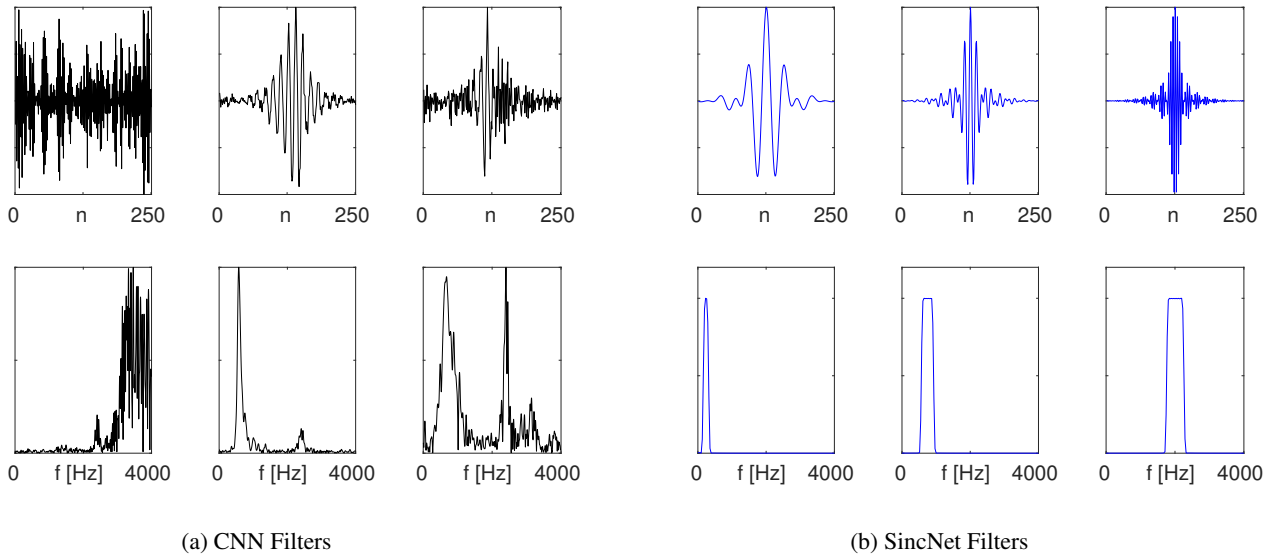 0 n 250 0 n 250 0 n 250 0 n 250 0 n 250 0 n 250
0 f [Hz] 4000 0 f [Hz] 4000 0 f [Hz] 4000 0 f [Hz] 4000 0 f [Hz] 4000 0 f [Hz] 4000
(a) CNN Filters (b) SincNet Filters